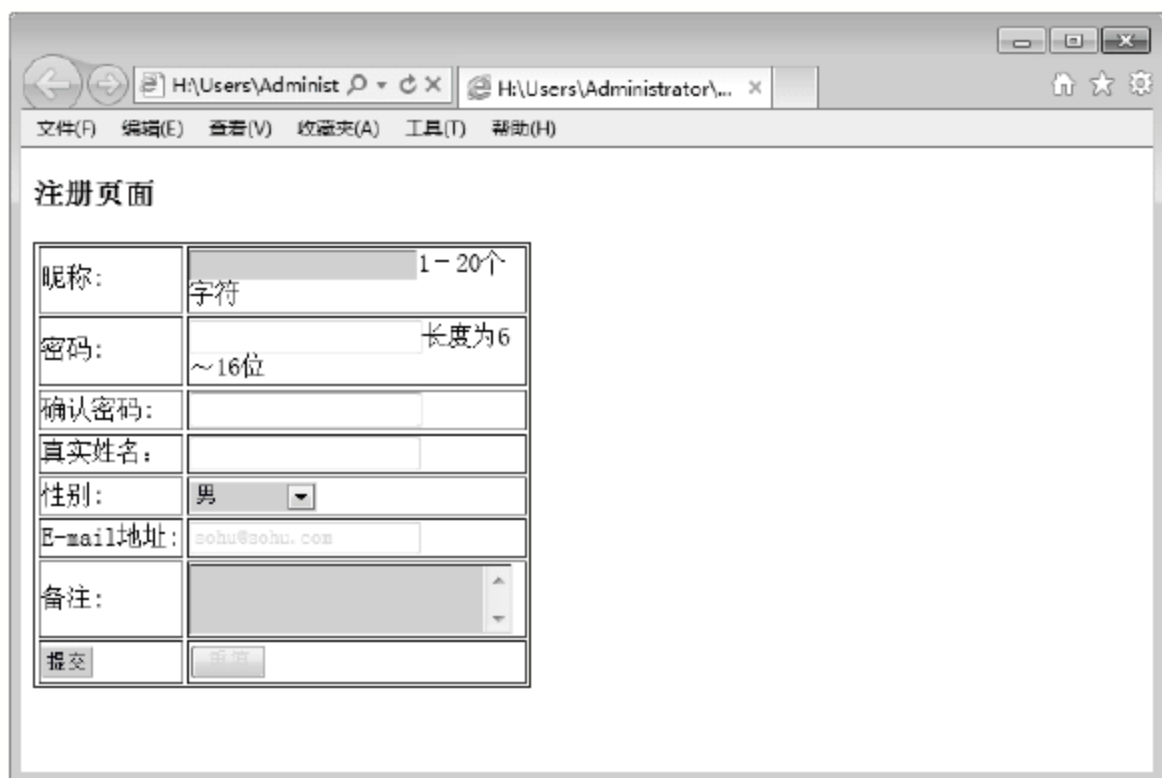 H:\Users\Administ
H:\Users\Administrator\...
文件(F) 编辑(E) 查看(V) 收藏夹(A) 工具(T) 帮助(H)
注册页面
昵称:
1－20个
字符
密码:
长度为6
～16位
确认密码:
真实姓名:
性别:
男
E-mail地址:
sohu@sohu.com
备注:
提交
重填